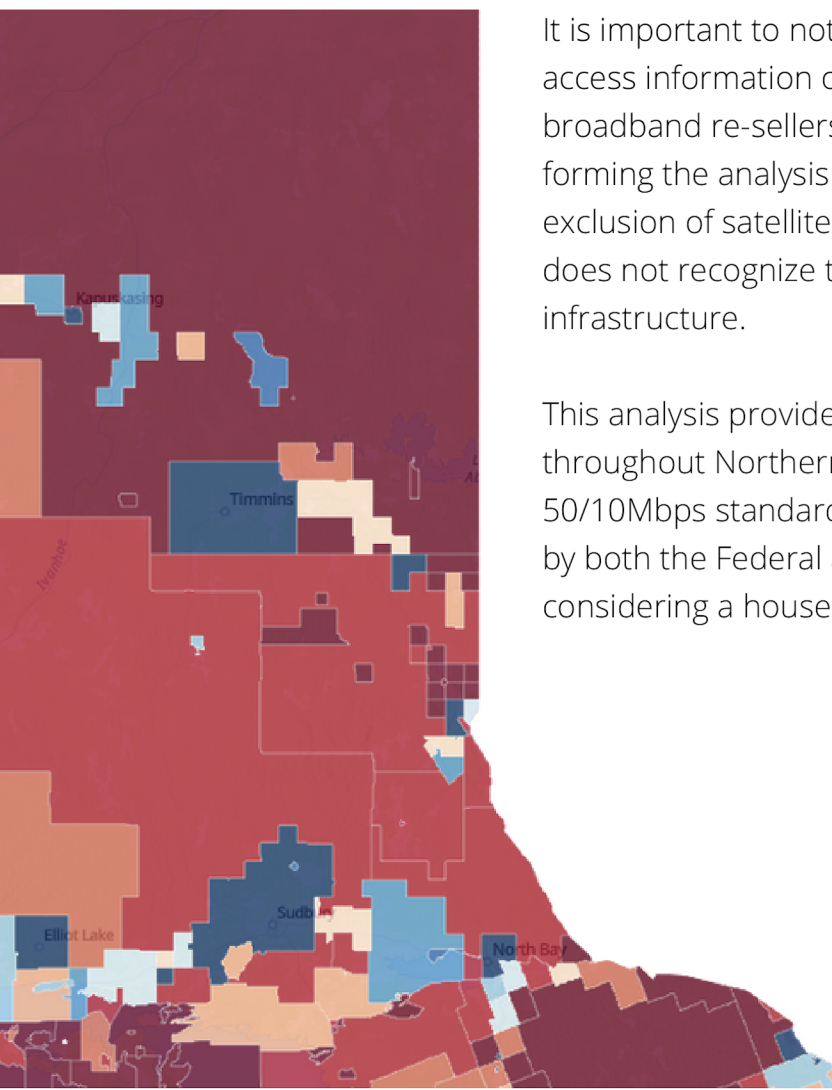 It is important to not
access information
broadband re-sellers
forming the analysis
exclusion of satellite
does not recognize t
infrastructure.
This analysis provide
throughout Northern
50/10Mbps standard
by both the Federal
considering a house
Kapuskasing
Timmins
Ivanhoe
Sudbury
Elliot Lake
North Bay